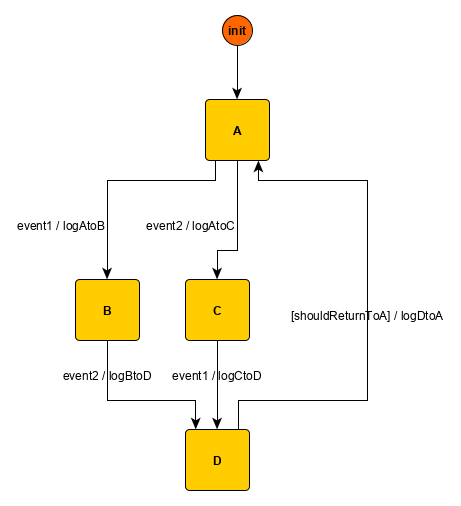 init
A
event1 / logAtoB
event2 / logAtoC
B
C
[shouldReturnToA] / logDtoA
event2 / logBtoD
event1 / logCtoD
D